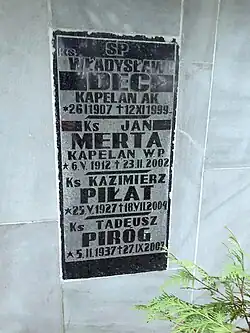 Ks ŚP
WŁADYSŁAW
DEC
KAPELAN AK
★26 I 1907 †12 XI 1999
Ks JAN
MERTA
KAPELAN W P
★6.V.1912 †23.II.2002
Ks KAZIMIERZ
PIŁAT
★25.V.1927 †18.VII.2004
Ks TADEUSZ
PIRÓG
★5.II.1937 †27.IX.2002